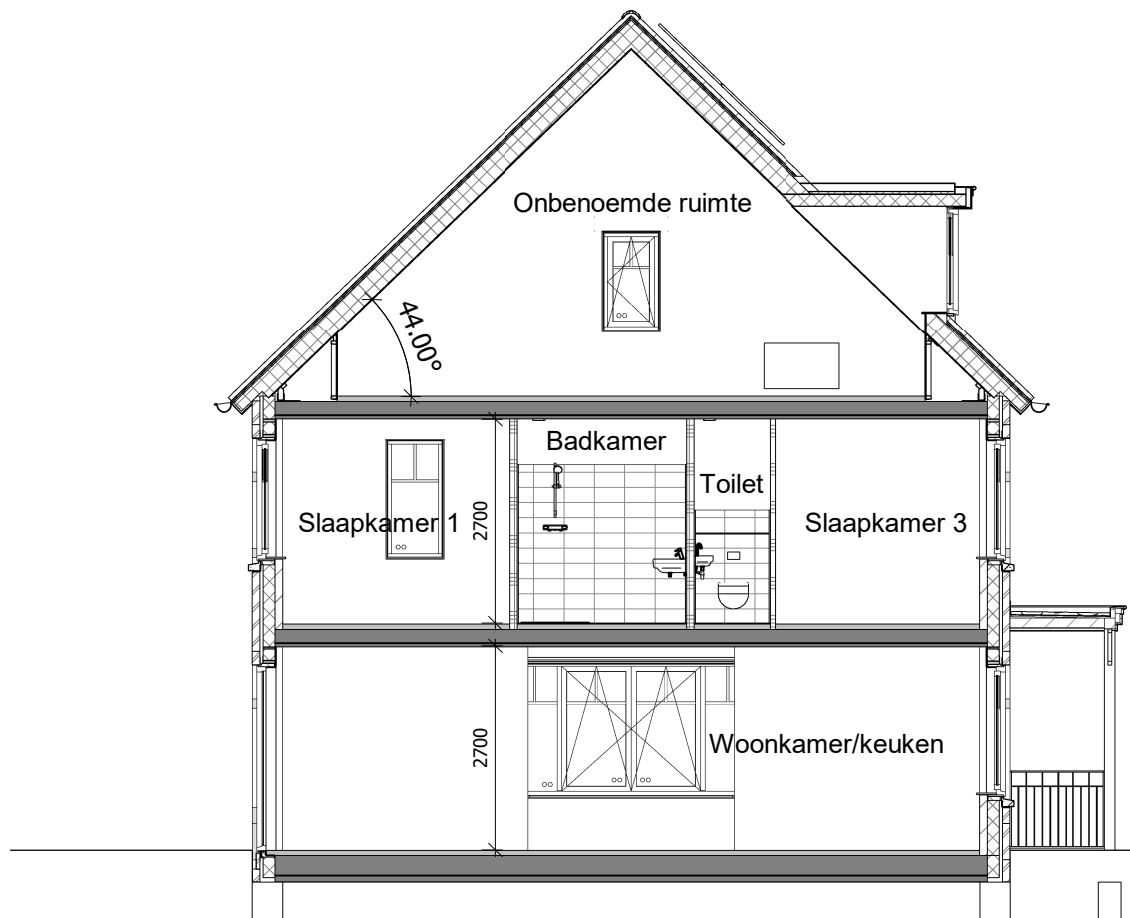 Onbenoemde ruimte
44.00°
Badkamer
Toilet
Slaapkamer 1
2700
Slaapkamer 3
2700
Woonkamer/keuken